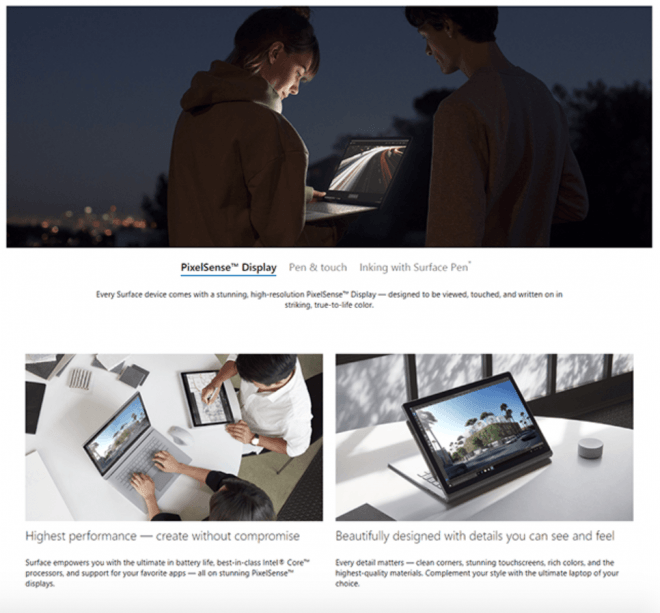 PixelSense™ Display
Pen & touch
Inking with Surface Pen*
Every Surface device comes with a stunning, high-resolution PixelSense™ Display — designed to be viewed, touched, and written on in
striking, true-to-life color.
Highest performance — create without compromise
Surface empowers you with the ultimate in battery life, best-in-class Intel® Core™
processors, and support for your favorite apps — all on stunning PixelSense™
displays.
Beautifully designed with details you can see and feel
Every detail matters — clean corners, stunning touchscreens, rich colors, and the
highest-quality materials. Complement your style with the ultimate laptop of your
choice.